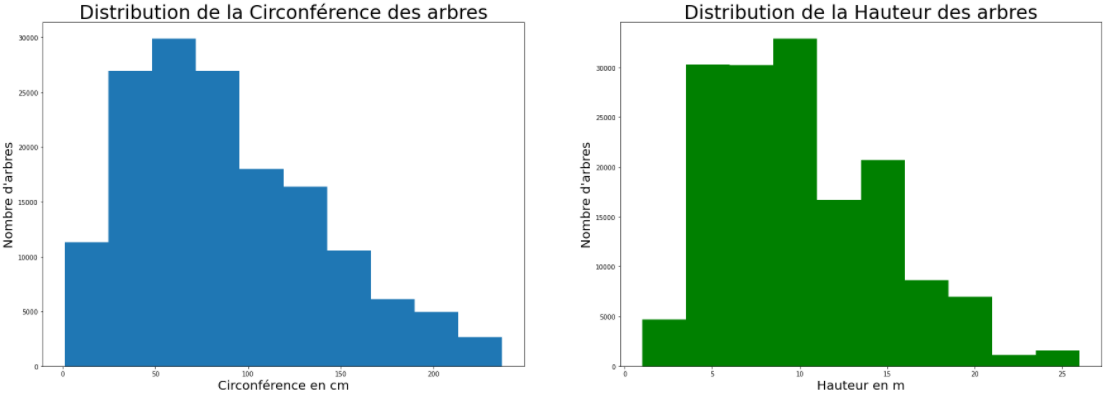 Distribution de la Circonférence des arbres
30000
25000
20000
15000
10000
5000
0
Nombre d'arbres
0 50 100 150 200
Circonférence en cm
Distribution de la Hauteur des arbres
30000
25000
20000
15000
10000
5000
0
Nombre d'arbres
0 5 10 15 20 25
Hauteur en m